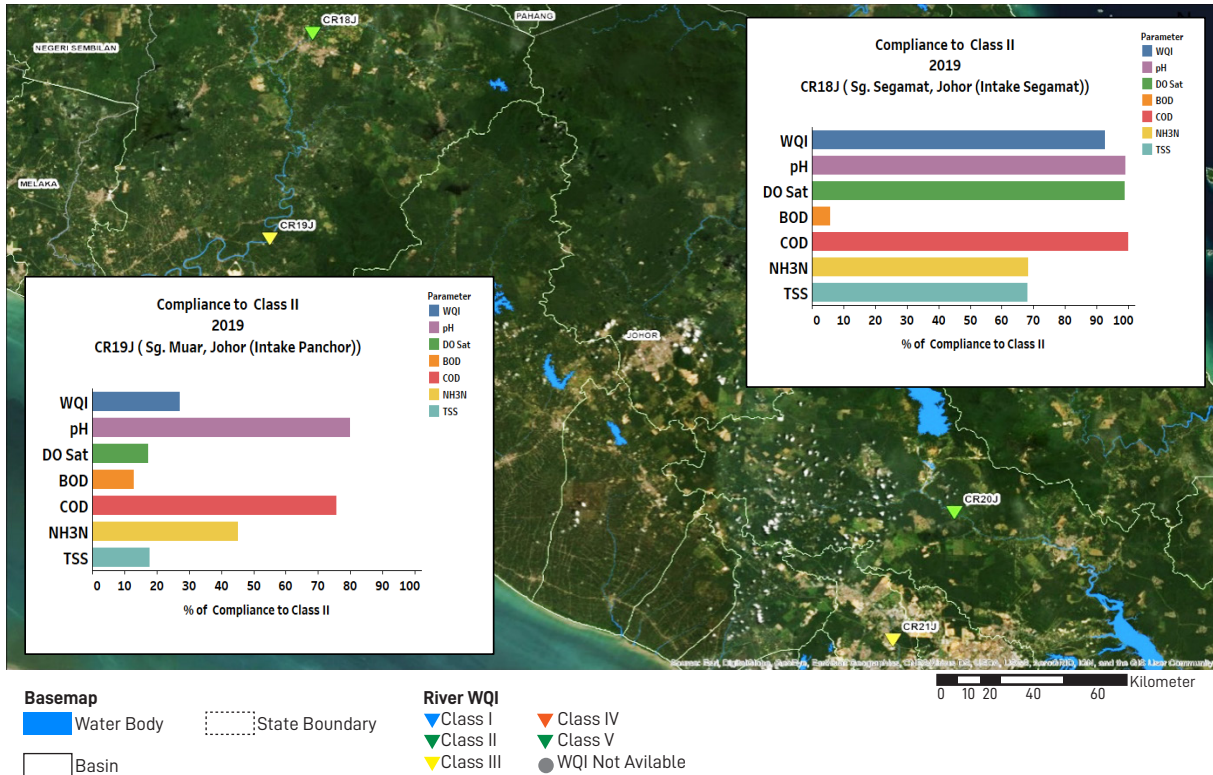 CR18J
PAHANG
NEGERI SEMBILAN
MELAKA
CR19J
JOHOR
CR20J
CR21J
Compliance to Class II
2019
CR18J ( Sg. Segamat, Johor (Intake Segamat))
Parameter
WQI
pH
DO Sat
BOD
COD
NH3N
TSS
WQI
pH
DO Sat
BOD
COD
NH3N
TSS
0 10 20 30 40 50 60 70 80 90 100
% of Compliance to Class II
Compliance to Class II
2019
CR19J ( Sg. Muar, Johor (Intake Panchor))
Parameter
WQI
pH
DO Sat
BOD
COD
NH3N
TSS
WQI
pH
DO Sat
BOD
COD
NH3N
TSS
0 10 20 30 40 50 60 70 80 90 100
% of Compliance to Class II
and the GIS User Community
Kilometer
0 10 20 40 60
Basemap
Water Body
State Boundary
Basin
River WQI
Class I
Class II
Class III
Class IV
Class V
WQI Not Avilable